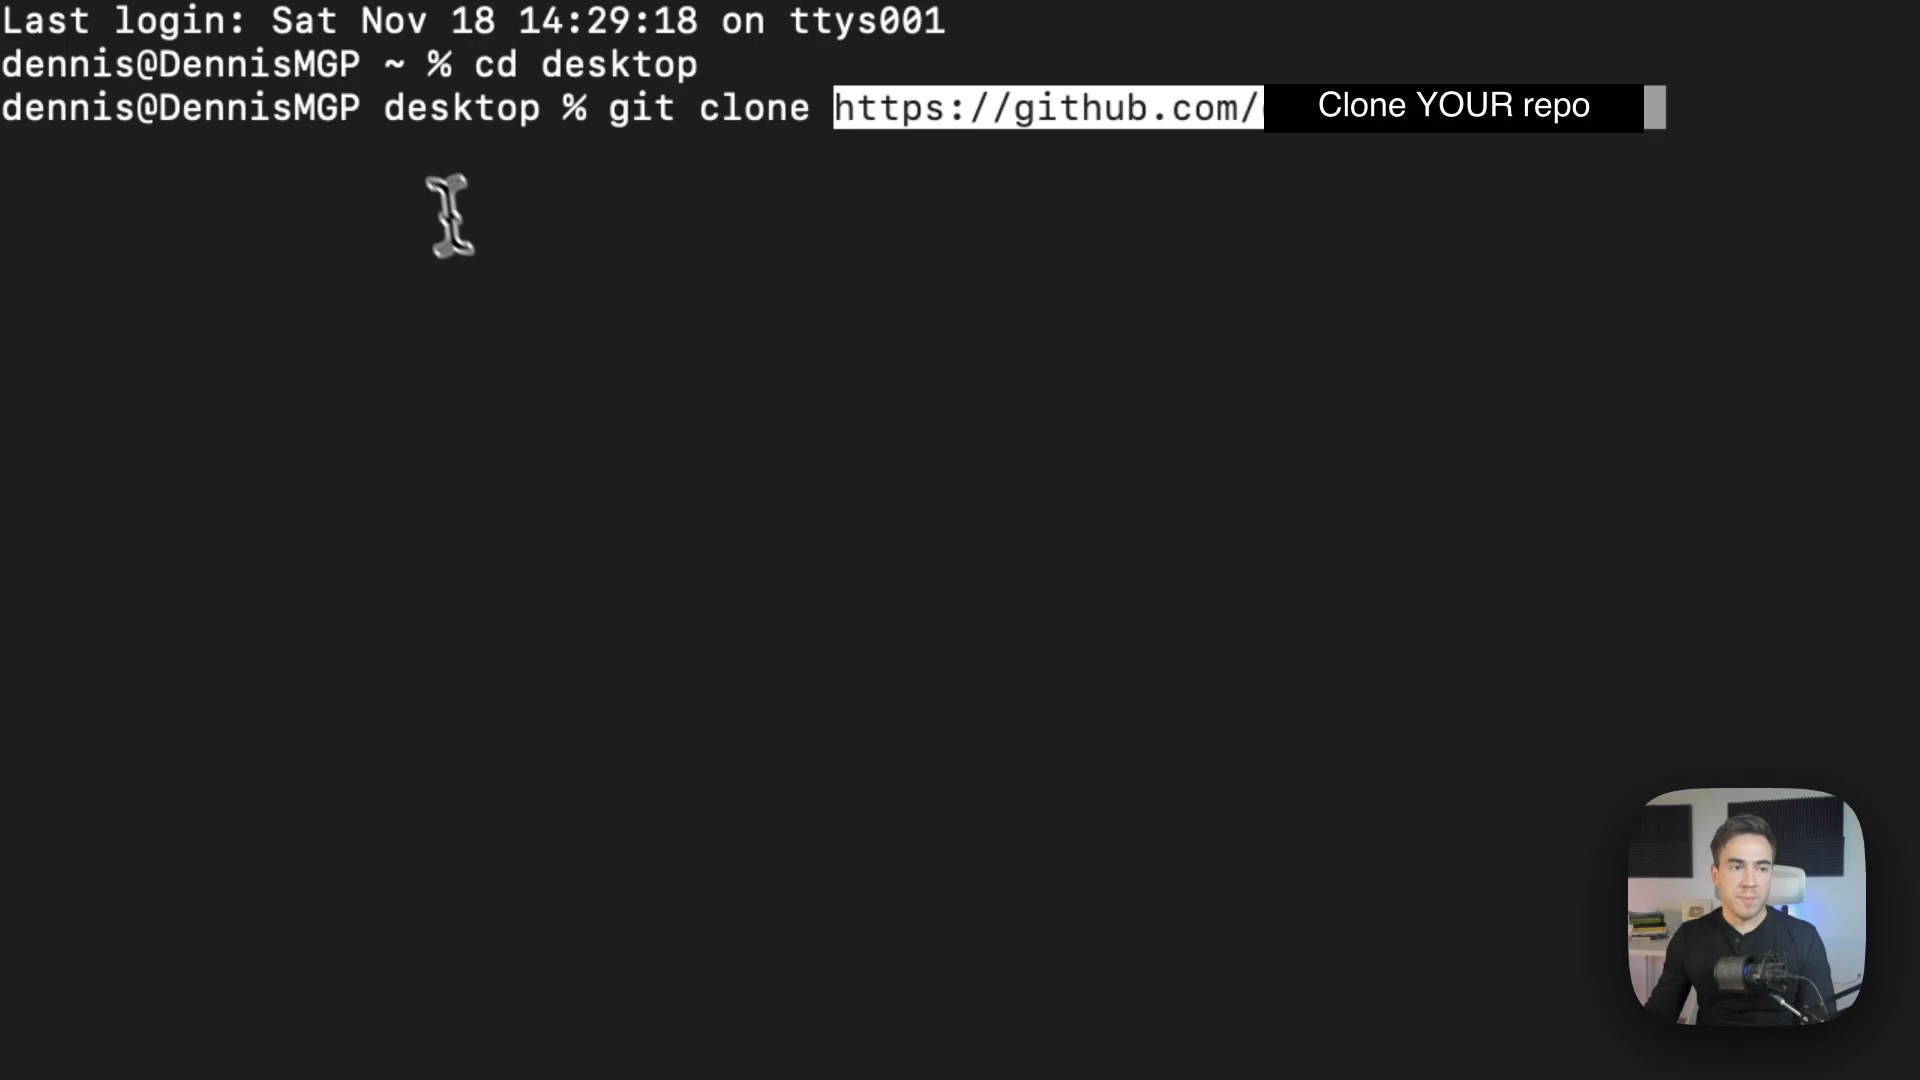 Last login: Sat Nov 18 14:29:18 on ttys001
dennis@DennisMGP ~ % cd desktop
dennis@DennisMGP desktop % git clone https://github.com/ Clone YOUR repo